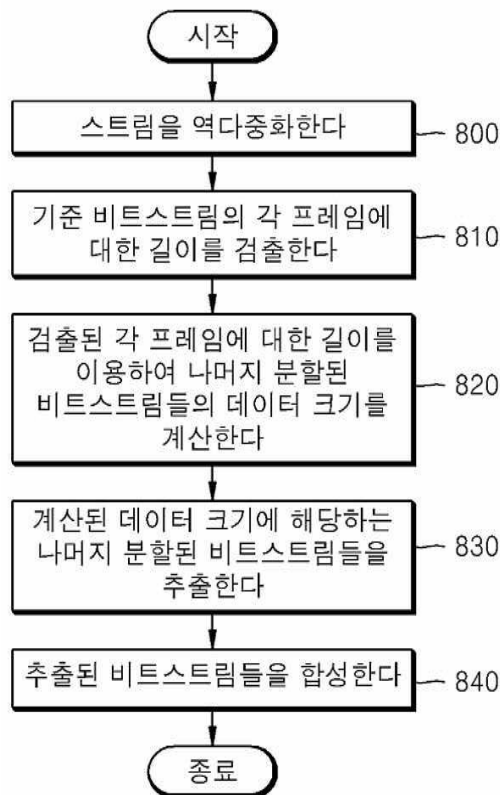 시작
스트림을 역다중화한다
800
기준 비트스트림의 각 프레임에
대한 길이를 검출한다
810
검출된 각 프레임에 대한 길이를
이용하여 나머지 분할된
비트스트림들의 데이터 크기를
계산한다
820
계산된 데이터 크기에 해당하는
나머지 분할된 비트스트림들을
추출한다
830
추출된 비트스트림들을 합성한다
840
종료